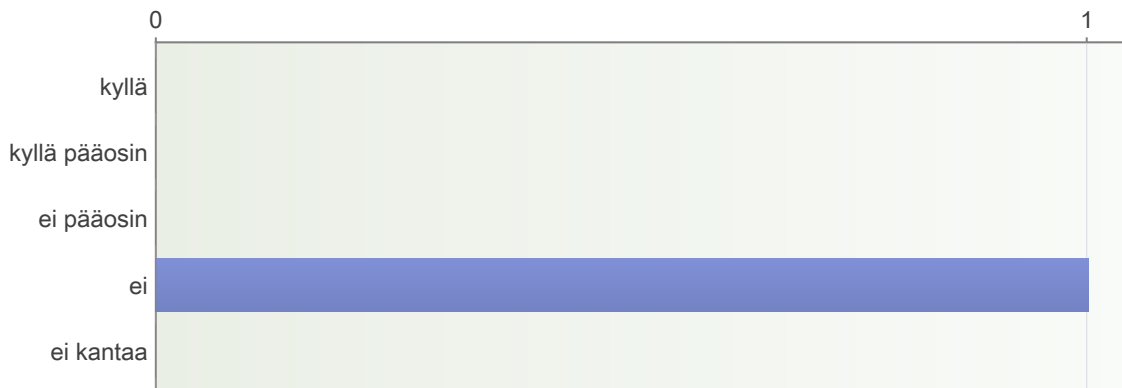 0 1
kyllä
kyllä pääosin
ei pääosin
ei
ei kantaa